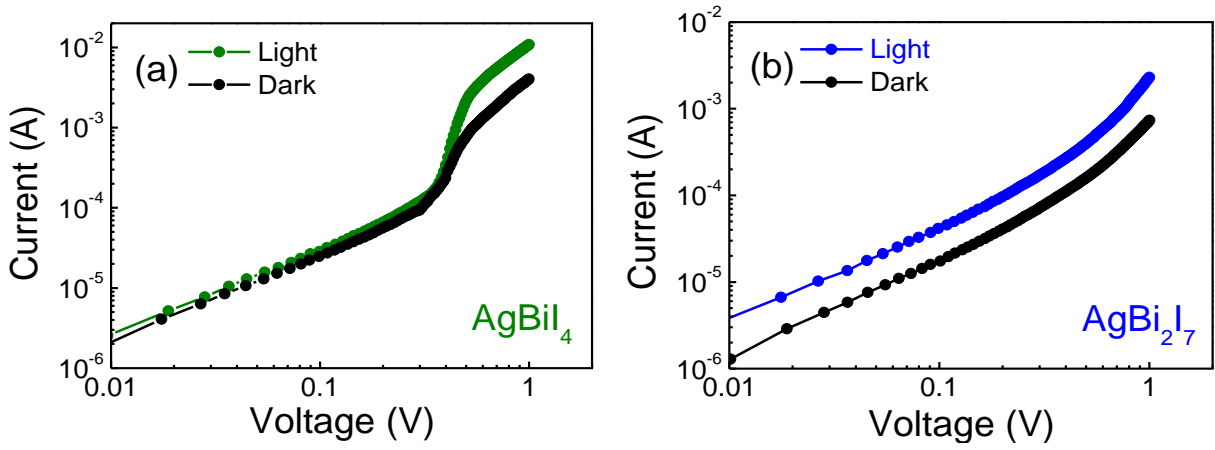 (a)
Light
Dark
10⁻²
10⁻³
10⁻⁴
10⁻⁵
10⁻⁶
Current (A)
AgBiI₄
0.01
0.1
1
Voltage (V)
(b)
Light
Dark
10⁻²
10⁻³
10⁻⁴
10⁻⁵
10⁻⁶
Current (A)
AgBi₂I₇
0.01
0.1
1
Voltage (V)